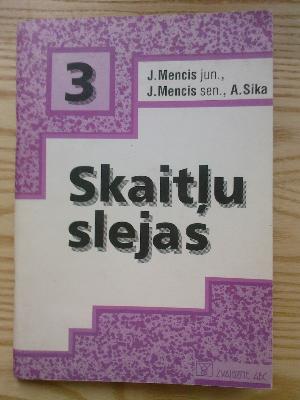 3
J. Mencis jun.,
J. Mencis sen., A. Sika
Skaitļu
slejas
ZVAIGZNE ABC